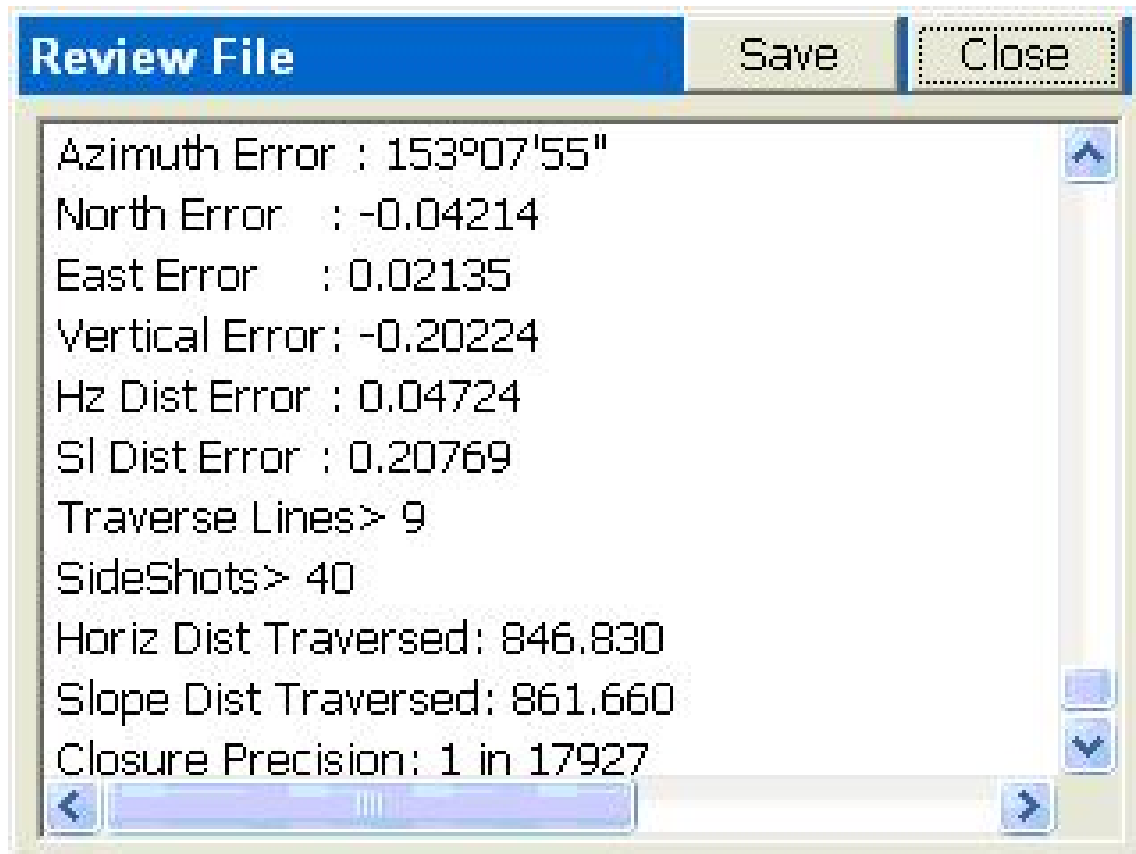 Review File Save Close
Azimuth Error : 153º07'55"
North Error : -0.04214
East Error : 0.02135
Vertical Error: -0.20224
Hz Dist Error : 0.04724
Sl Dist Error : 0.20769
Traverse Lines> 9
SideShots> 40
Horiz Dist Traversed: 846.830
Slope Dist Traversed: 861.660
Closure Precision: 1 in 17927